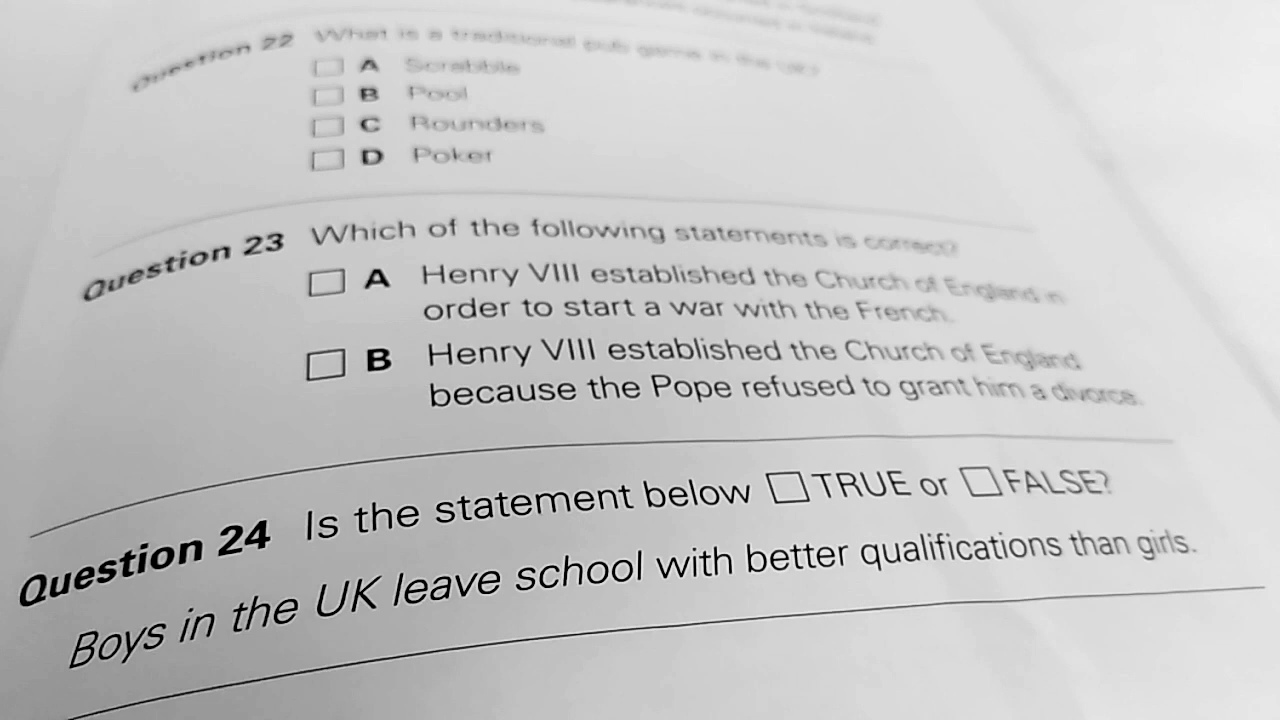 Question 22 What is a traditional pub game in the UK?
A Scrabble
B Pool
C Rounders
D Poker
Question 23 Which of the following statements is correct?
A Henry VIII established the Church of England in
order to start a war with the French.
B Henry VIII established the Church of England
because the Pope refused to grant him a divorce.
Question 24 Is the statement below TRUE or FALSE?
Boys in the UK leave school with better qualifications than girls.